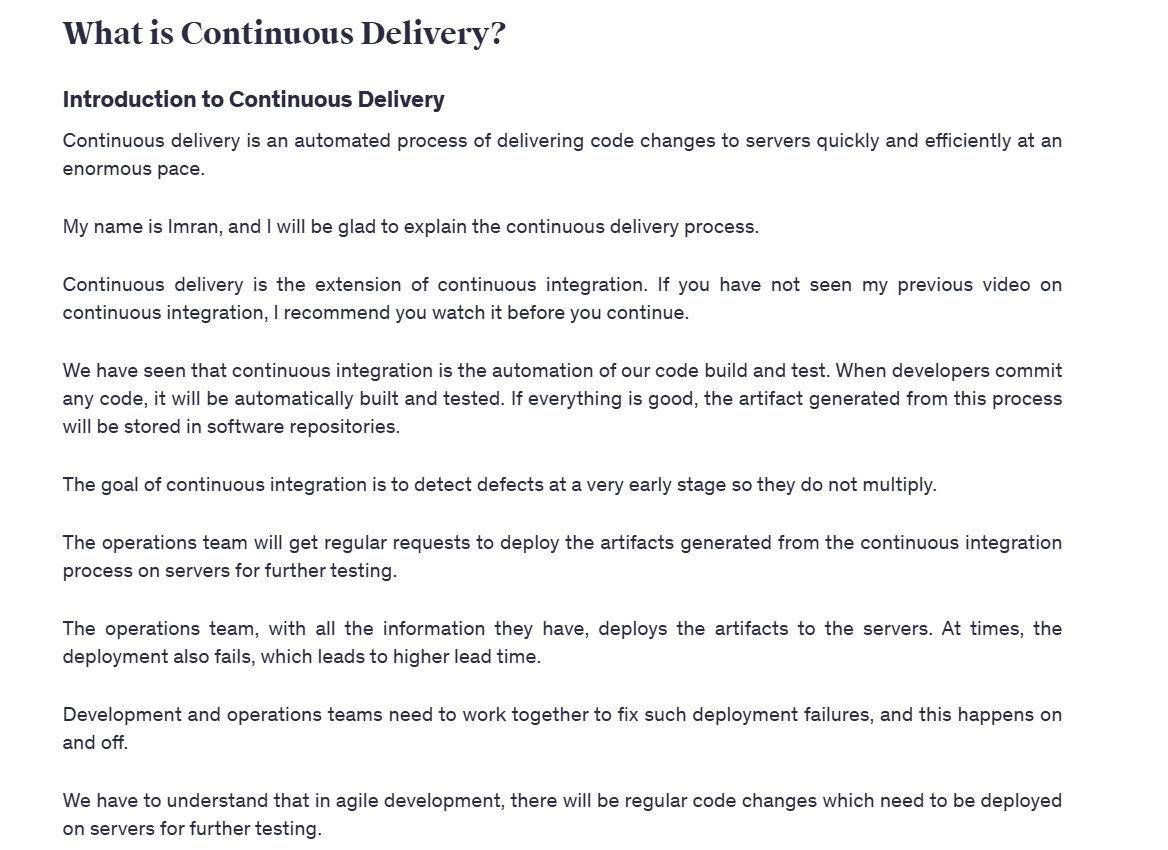 What is Continuous Delivery?
Introduction to Continuous Delivery
Continuous delivery is an automated process of delivering code changes to servers quickly and efficiently at an
enormous pace.
My name is Imran, and I will be glad to explain the continuous delivery process.
Continuous delivery is the extension of continuous integration. If you have not seen my previous video on
continuous integration, I recommend you watch it before you continue.
We have seen that continuous integration is the automation of our code build and test. When developers commit
any code, it will be automatically built and tested. If everything is good, the artifact generated from this process
will be stored in software repositories.
The goal of continuous integration is to detect defects at a very early stage so they do not multiply.
The operations team will get regular requests to deploy the artifacts generated from the continuous integration
process on servers for further testing.
The operations team, with all the information they have, deploys the artifacts to the servers. At times, the
deployment also fails, which leads to higher lead time.
Development and operations teams need to work together to fix such deployment failures, and this happens on
and off.
We have to understand that in agile development, there will be regular code changes which need to be deployed
on servers for further testing.